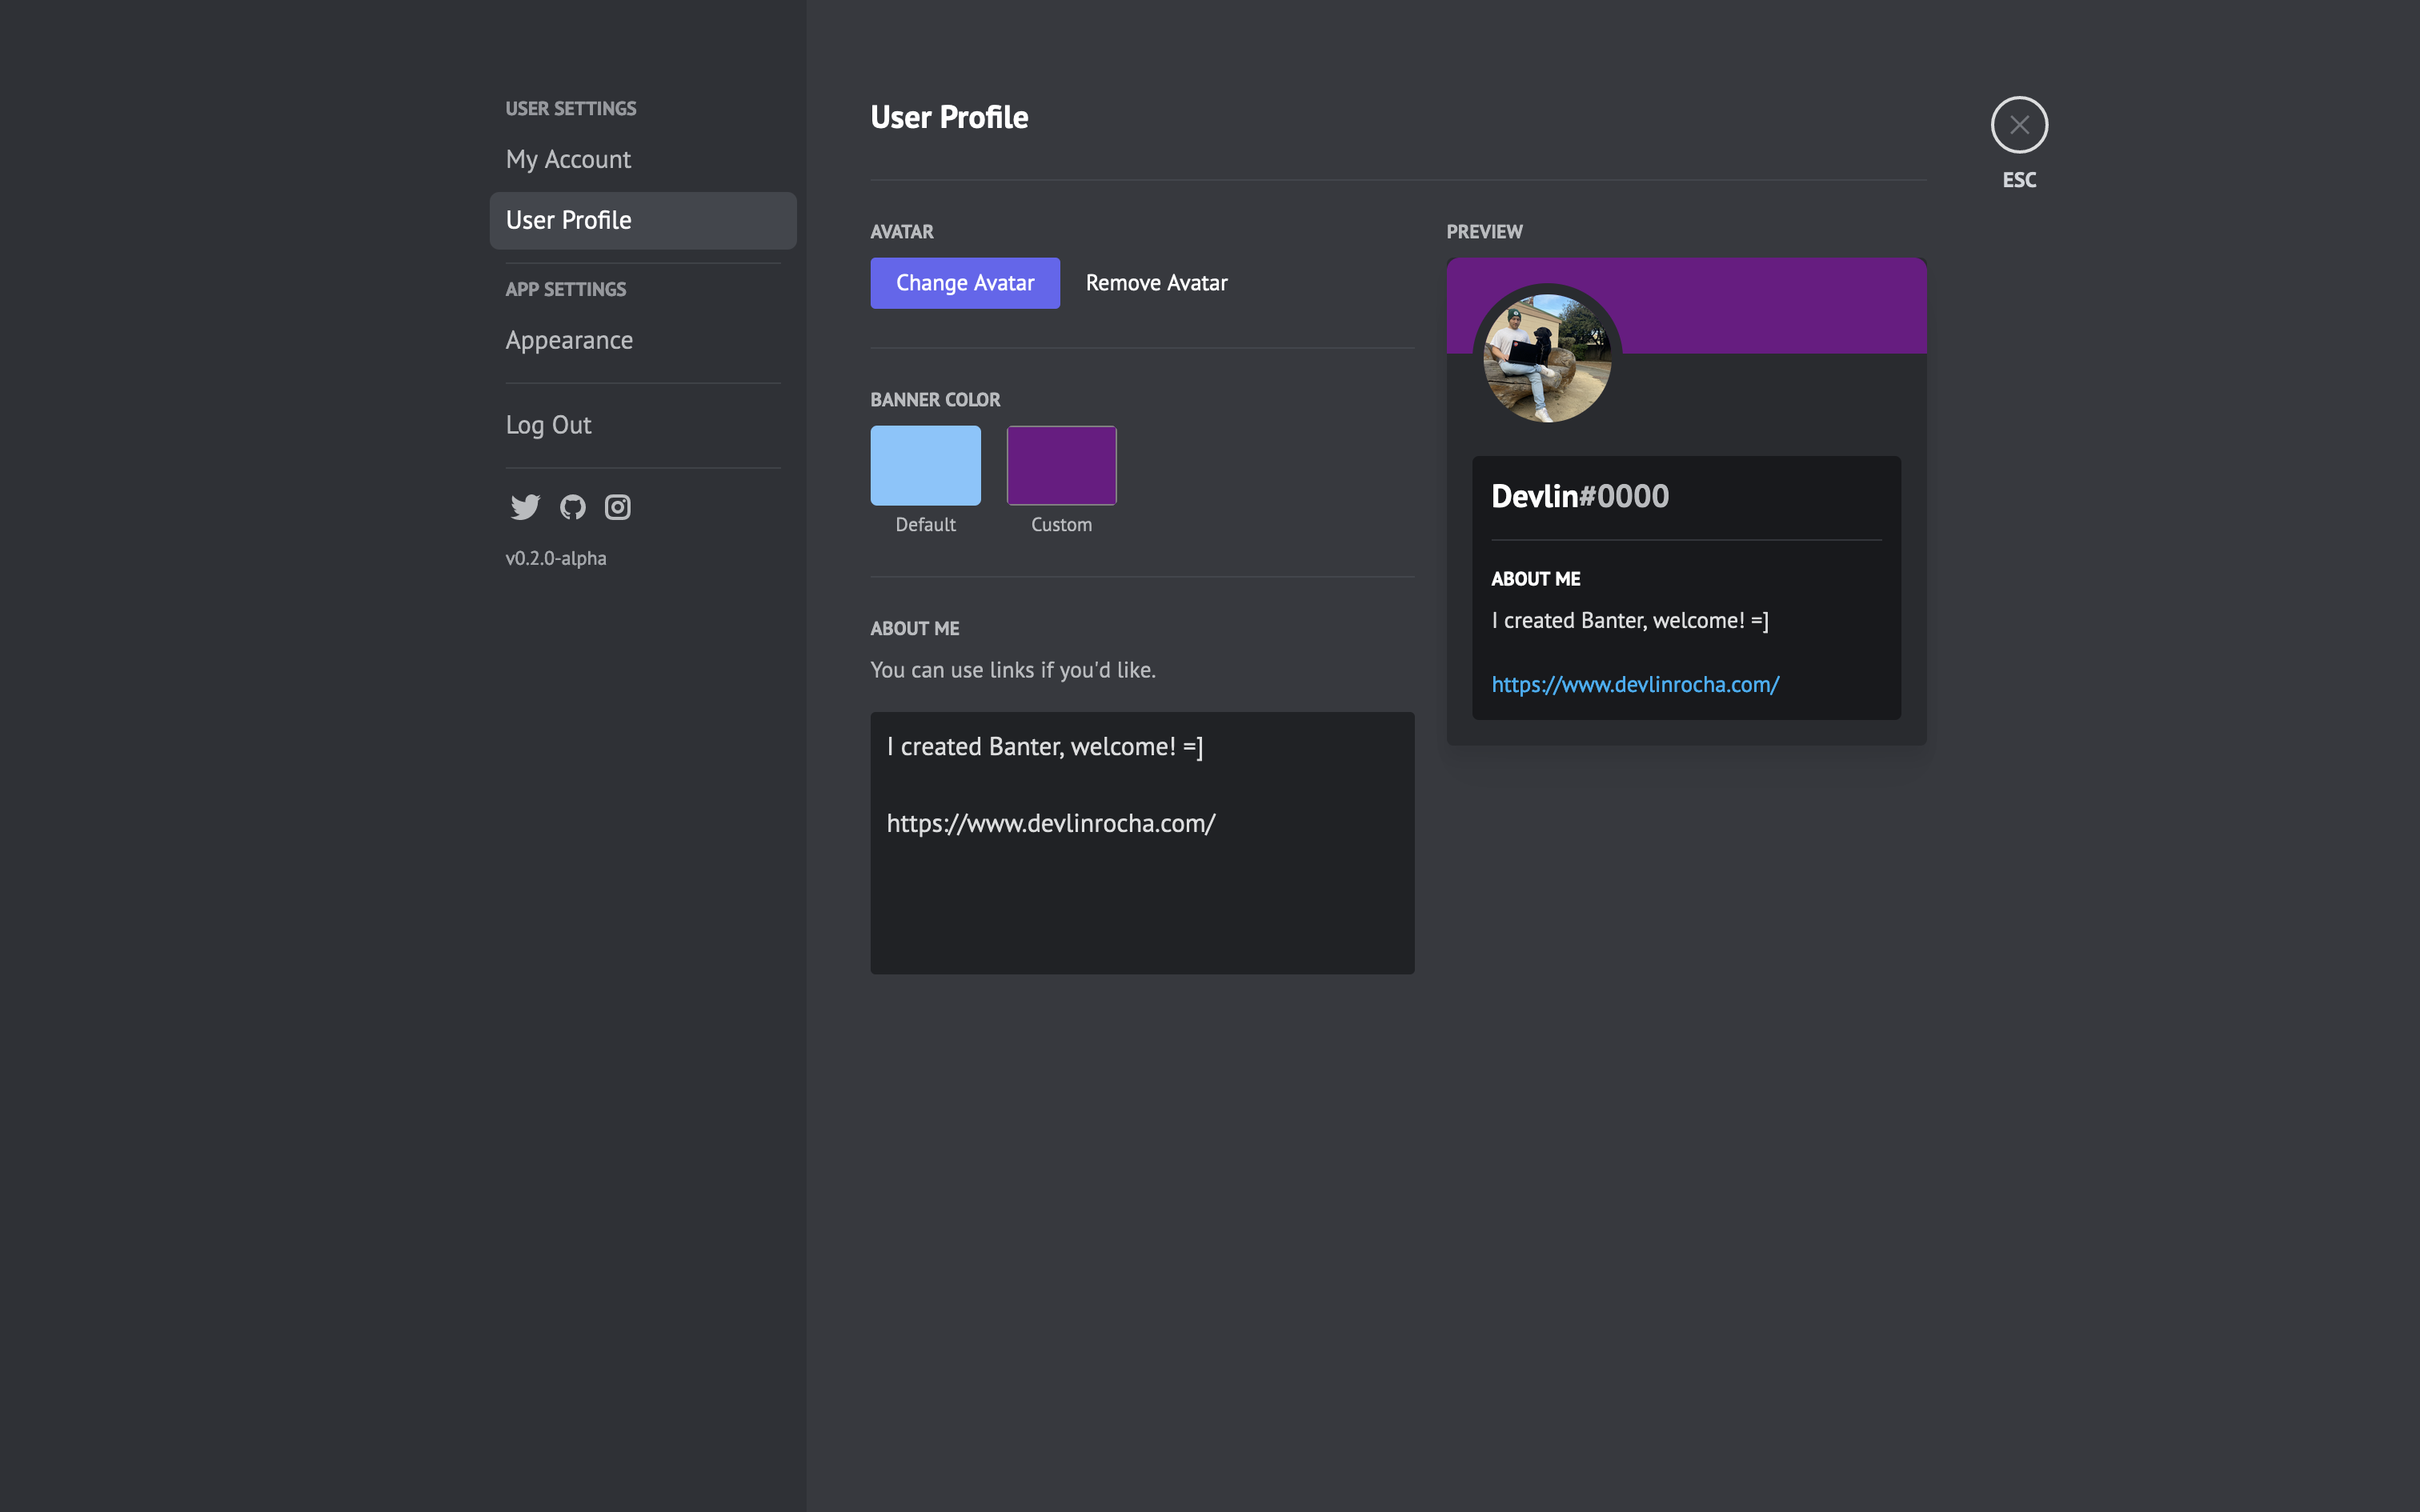 USER SETTINGS
My Account
User Profile
APP SETTINGS
Appearance
Log Out
v0.2.0-alpha
User Profile
ESC
AVATAR
Change Avatar
Remove Avatar
BANNER COLOR
Default
Custom
ABOUT ME
You can use links if you'd like.
I created Banter, welcome! =]
https://www.devlinrocha.com/
PREVIEW
Devlin#0000
ABOUT ME
I created Banter, welcome! =]
https://www.devlinrocha.com/